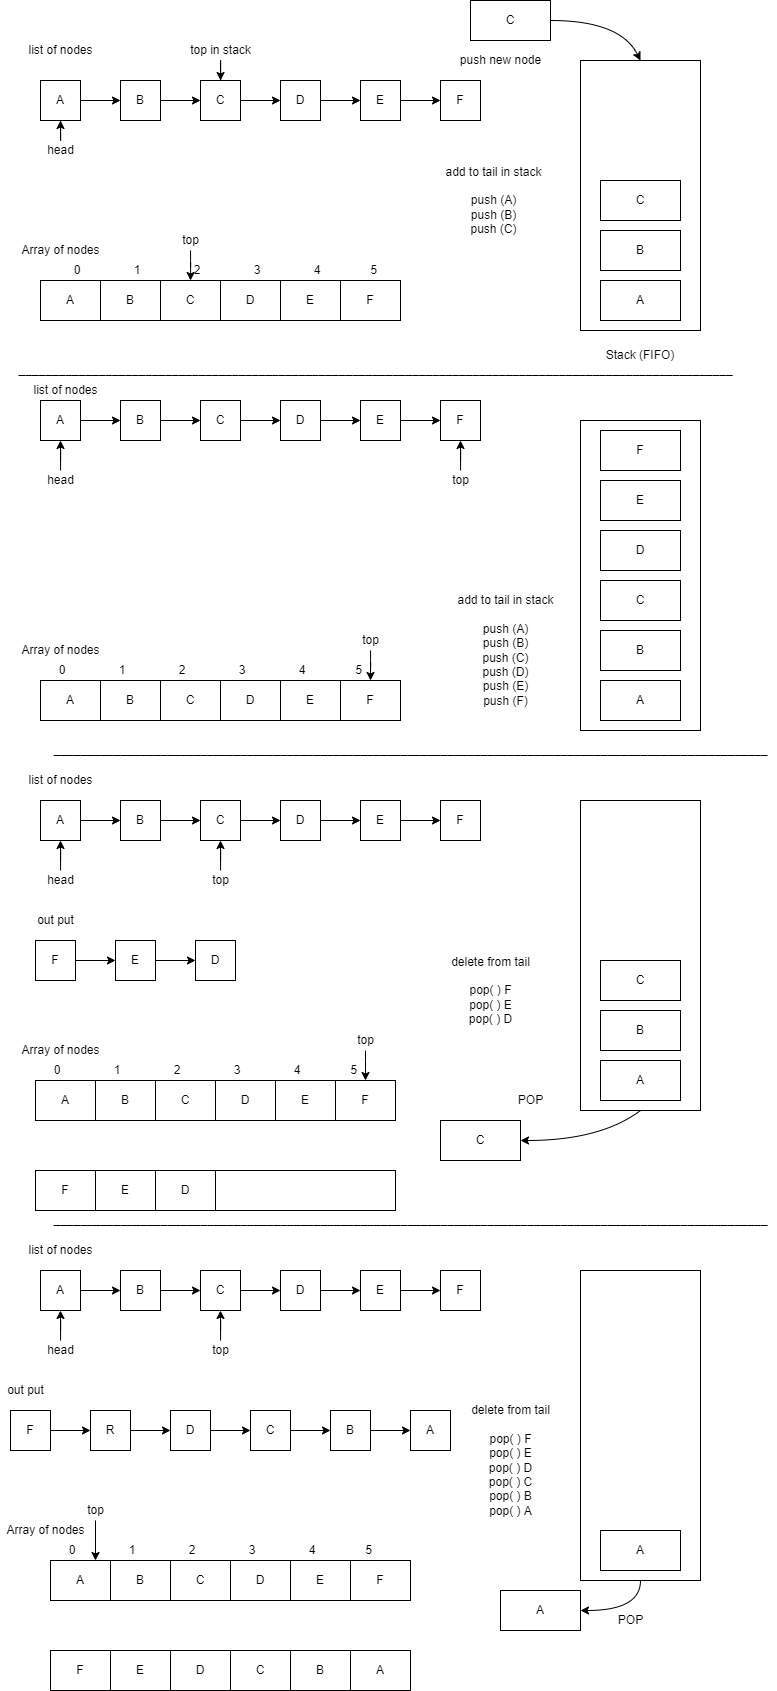 C
push new node
list of nodes
top in stack
A B C D E F
head
add to tail in stack
push (A)
push (B)
push (C)
C
B
A
Stack (FIFO)
top
Array of nodes
0 1 2 3 4 5
A B C D E F
list of nodes
A B C D E F
head
top
F
E
D
C
B
A
add to tail in stack
push (A)
push (B)
push (C)
push (D)
push (E)
push (F)
top
Array of nodes
0 1 2 3 4 5
A B C D E F
list of nodes
A B C D E F
head
top
out put
F E D
delete from tail
pop( ) F
pop( ) E
pop( ) D
C
B
A
POP
C
top
Array of nodes
0 1 2 3 4 5
A B C D E F
F E D
list of nodes
A B C D E F
head
top
out put
F R D C B A
delete from tail
pop( ) F
pop( ) E
pop( ) D
pop( ) C
pop( ) B
pop( ) A
A
POP
A
top
Array of nodes
0 1 2 3 4 5
A B C D E F
F E D C B A